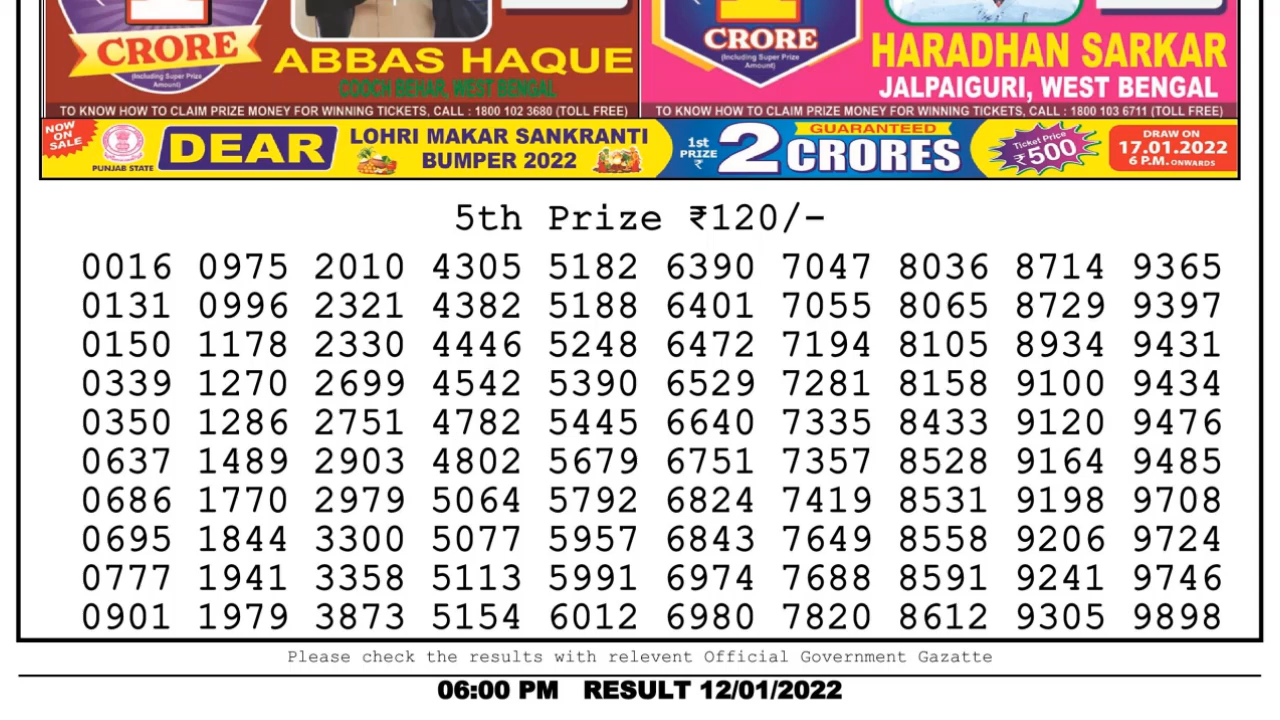 CRORE
(Including Super Prize
Amount)
ABBAS HAQUE
COOCH BEHAR, WEST BENGAL
TO KNOW HOW TO CLAIM PRIZE MONEY FOR WINNING TICKETS, CALL : 1800 102 3680 (TOLL FREE)
CRORE
(Including Super Prize
Amount)
HARADHAN SARKAR
JALPAIGURI, WEST BENGAL
TO KNOW HOW TO CLAIM PRIZE MONEY FOR WINNING TICKETS, CALL : 1800 103 6711 (TOLL FREE)
NOW
ON
SALE
PUNJAB STATE
DEAR
LOHRI MAKAR SANKRANTI
BUMPER 2022
1st
PRIZE
₹
2
GUARANTEED
CRORES
Ticket Price
₹500
DRAW ON
17.01.2022
6 P.M. ONWARDS
5th Prize ₹120/-
0016 0975 2010 4305 5182 6390 7047 8036 8714 9365
0131 0996 2321 4382 5188 6401 7055 8065 8729 9397
0150 1178 2330 4446 5248 6472 7194 8105 8934 9431
0339 1270 2699 4542 5390 6529 7281 8158 9100 9434
0350 1286 2751 4782 5445 6640 7335 8433 9120 9476
0637 1489 2903 4802 5679 6751 7357 8528 9164 9485
0686 1770 2979 5064 5792 6824 7419 8531 9198 9708
0695 1844 3300 5077 5957 6843 7649 8558 9206 9724
0777 1941 3358 5113 5991 6974 7688 8591 9241 9746
0901 1979 3873 5154 6012 6980 7820 8612 9305 9898
Please check the results with relevent Official Government Gazatte
06:00 PM RESULT 12/01/2022